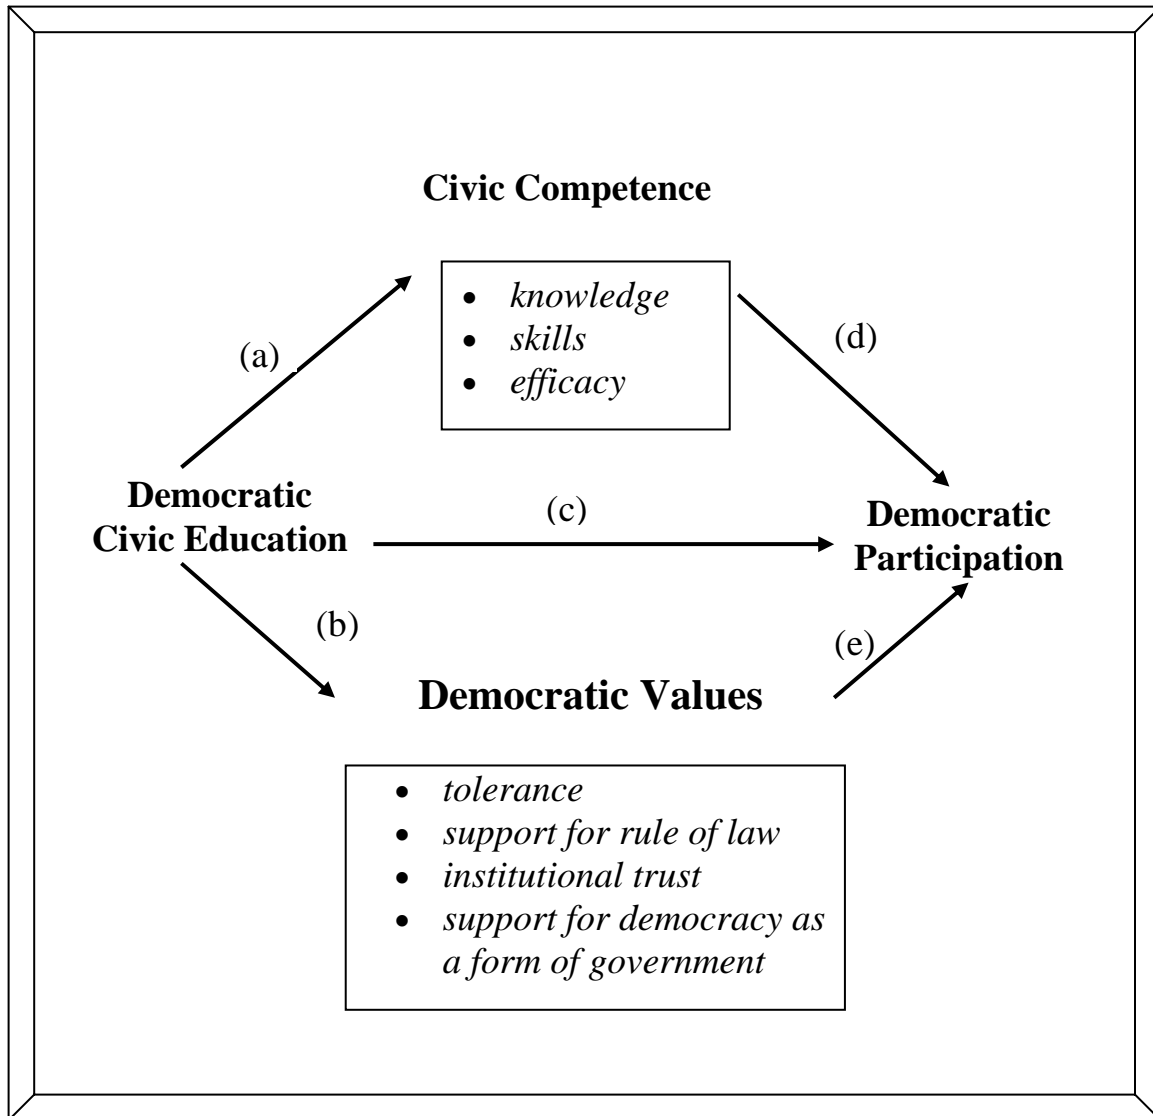 Civic Competence
• knowledge
• skills
• efficacy
(a)
(d)
Democratic
Civic Education
(c)
Democratic
Participation
(b)
(e)
Democratic Values
• tolerance
• support for rule of law
• institutional trust
• support for democracy as
a form of government